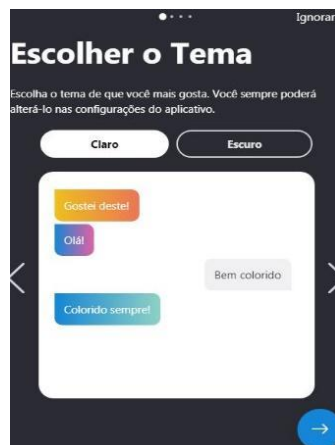 Ignorar
Escolher o Tema
Escolha o tema de que você mais gosta. Você sempre poderá
alterá-lo nas configurações do aplicativo.
Claro
Escuro
Gostei deste!
Olá!
Bem colorido
Colorido sempre!